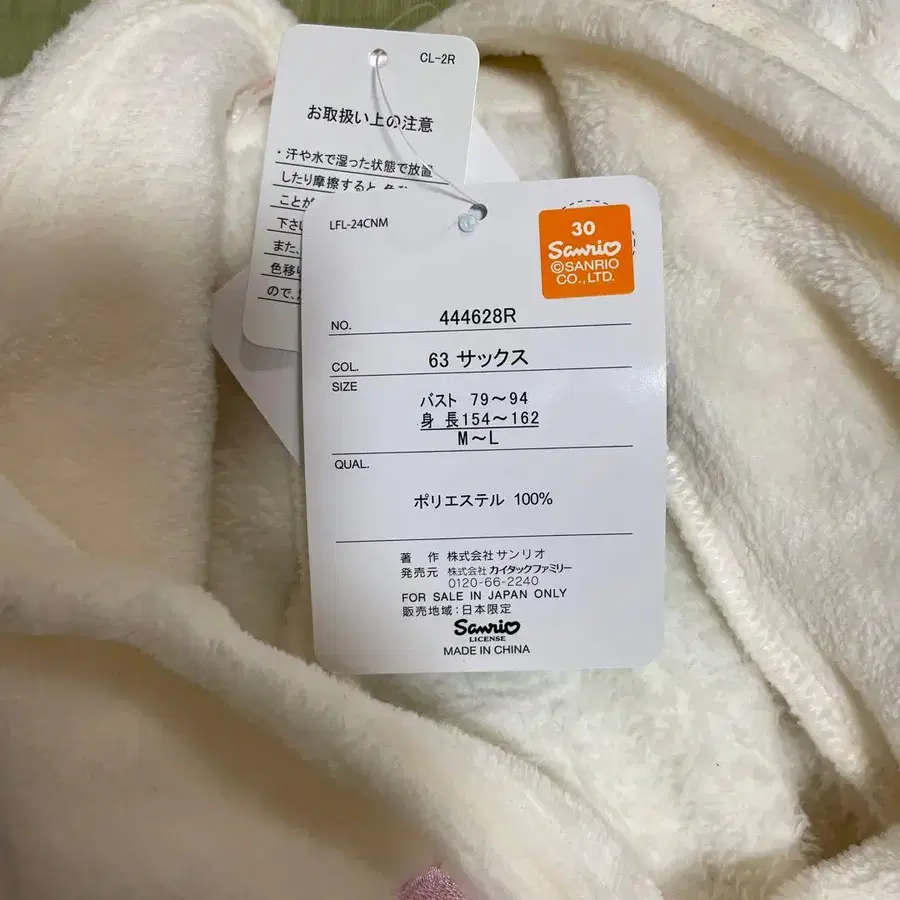 CL-2R
お取扱い上の注意
・汗や水で湿った状態で放置
したり摩擦すると、色
ことが
下さい
また、
色移り
ので、
LFL-24CNM
30
Sanrio
©SANRIO
CO.,LTD.
NO. 444628R
COL. 63 サックス
SIZE
バスト 79～94
身 長154～162
M～L
QUAL.
ポリエステル 100%
著 作 株式会社サンリオ
発売元 株式会社カイタックファミリー
0120-66-2240
FOR SALE IN JAPAN ONLY
販売地域:日本限定
Sanrio
LICENSE
MADE IN CHINA